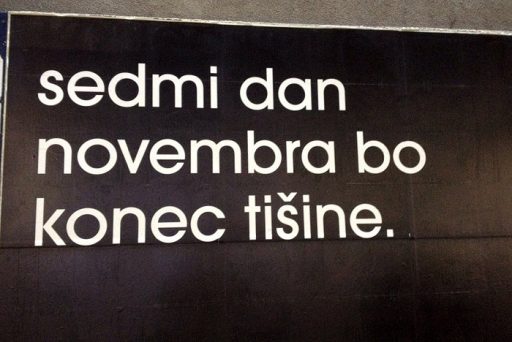 sedmi dan
novembra bo
konec tišine.